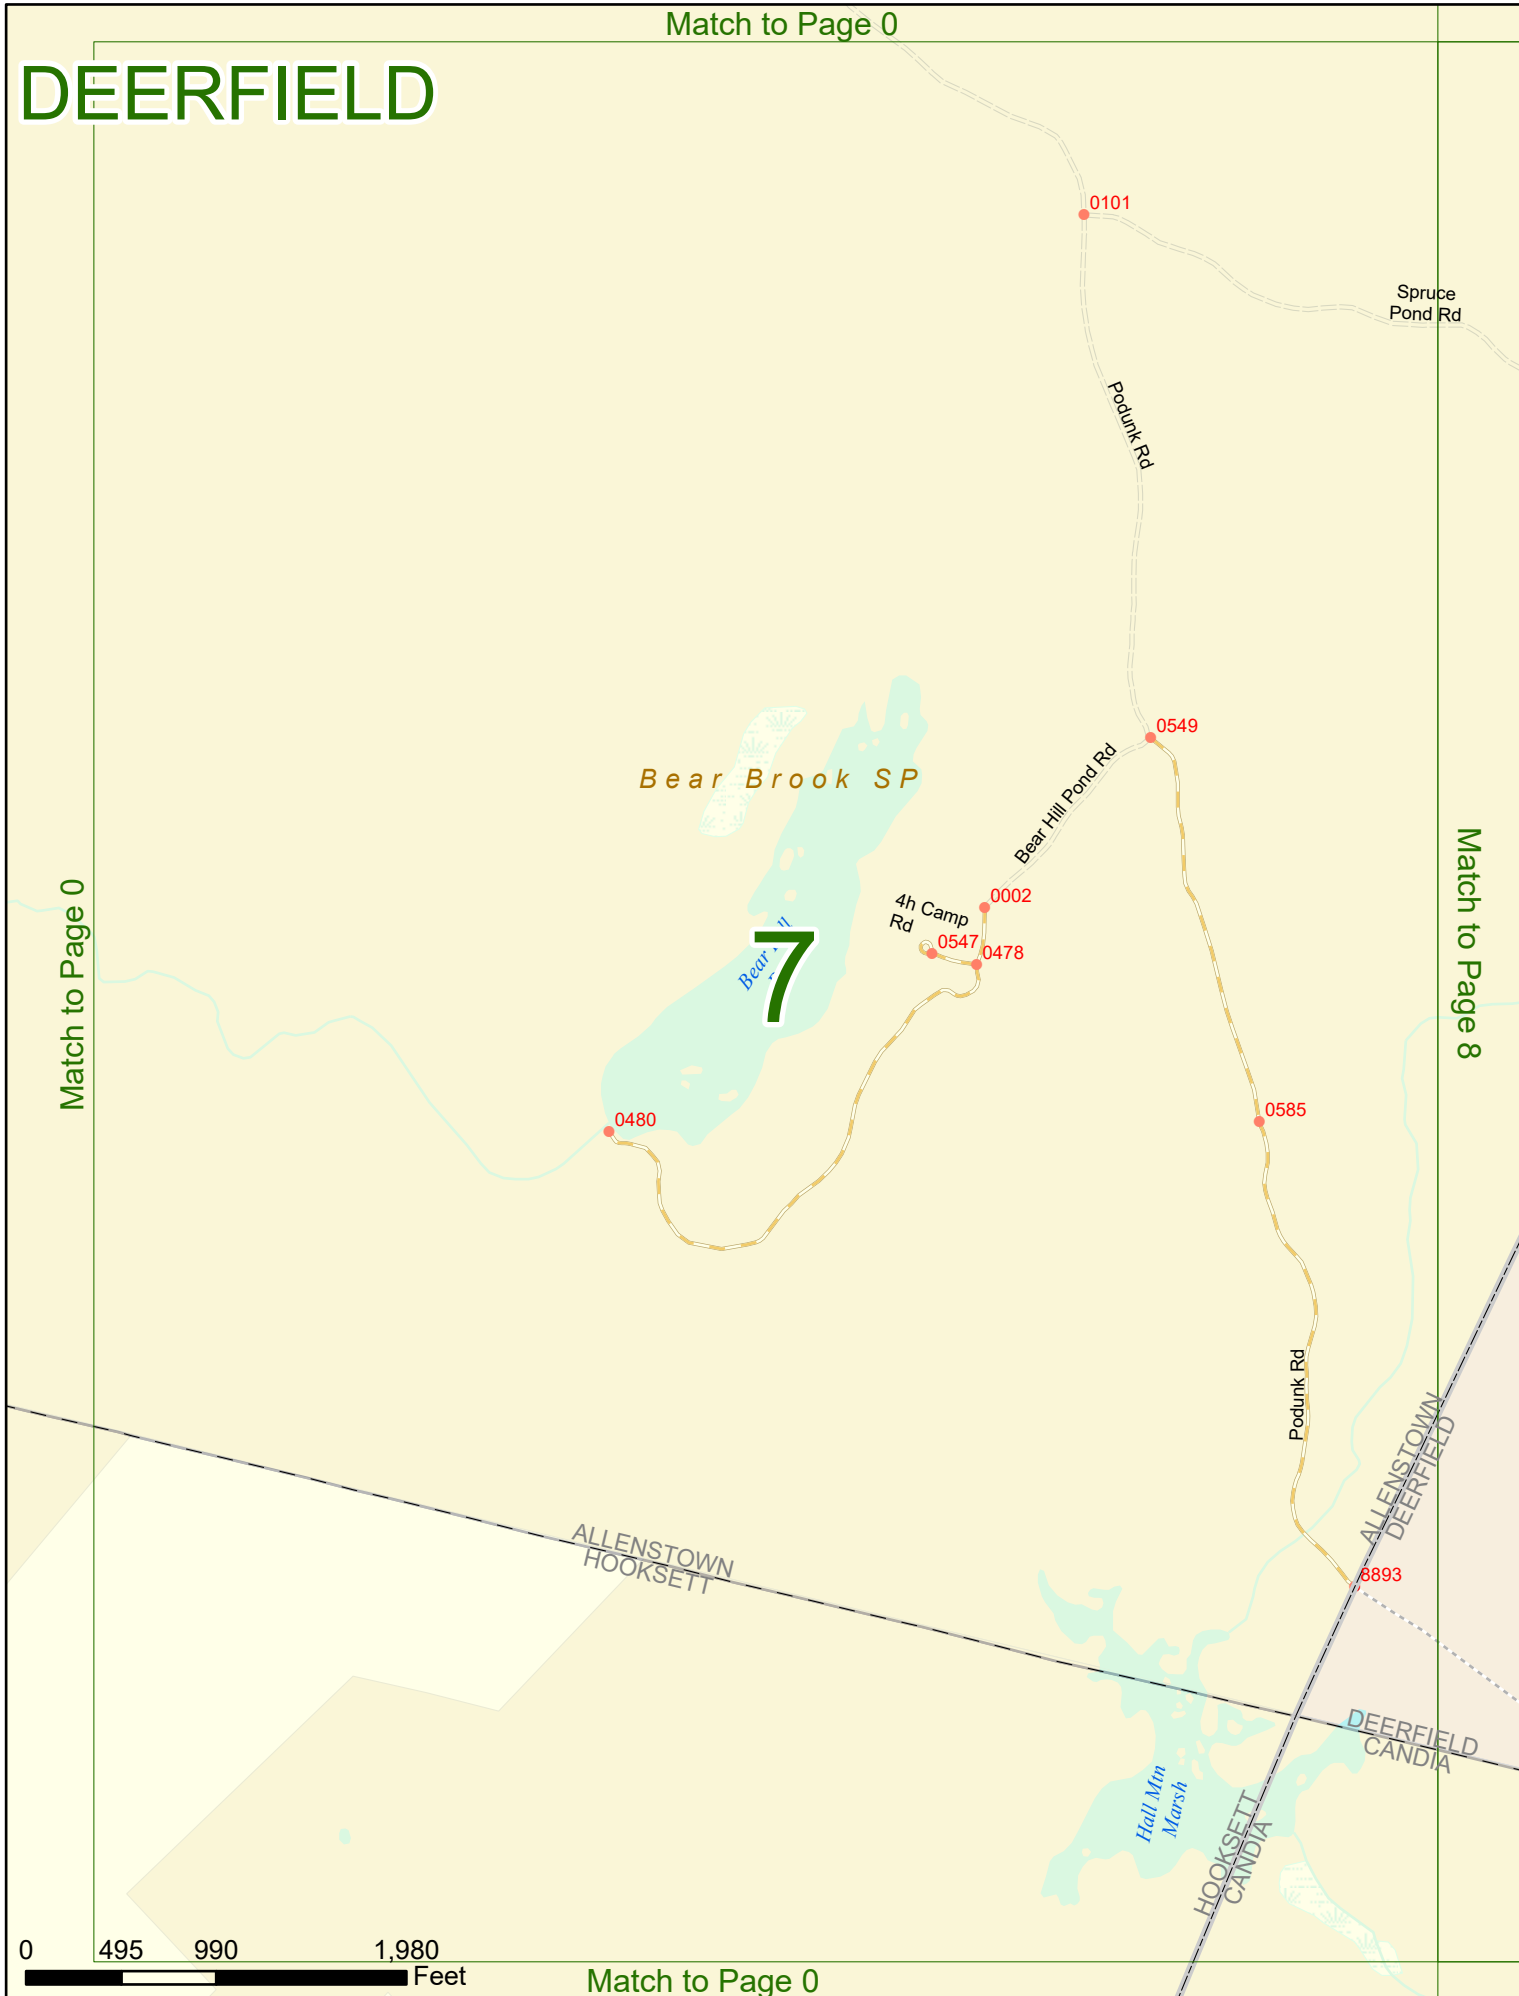 Match to Page 0
DEERFIELD
0101
Spruce
Pond Rd
Podunk Rd
0549
Bear Brook SP
Bear Hill Pond Rd
Match to Page 0
Match to Page 8
4h Camp
Rd
0002
0547
0478
Bear
7
0480
0585
Podunk Rd
ALLENSTOWN
DEERFIELD
ALLENSTOWN
HOOKSETT
8893
DEERFIELD
CANDIA
Hall Mtn
Marsh
HOOKSETT
CANDIA
0 495 990 1,980
Feet
Match to Page 0